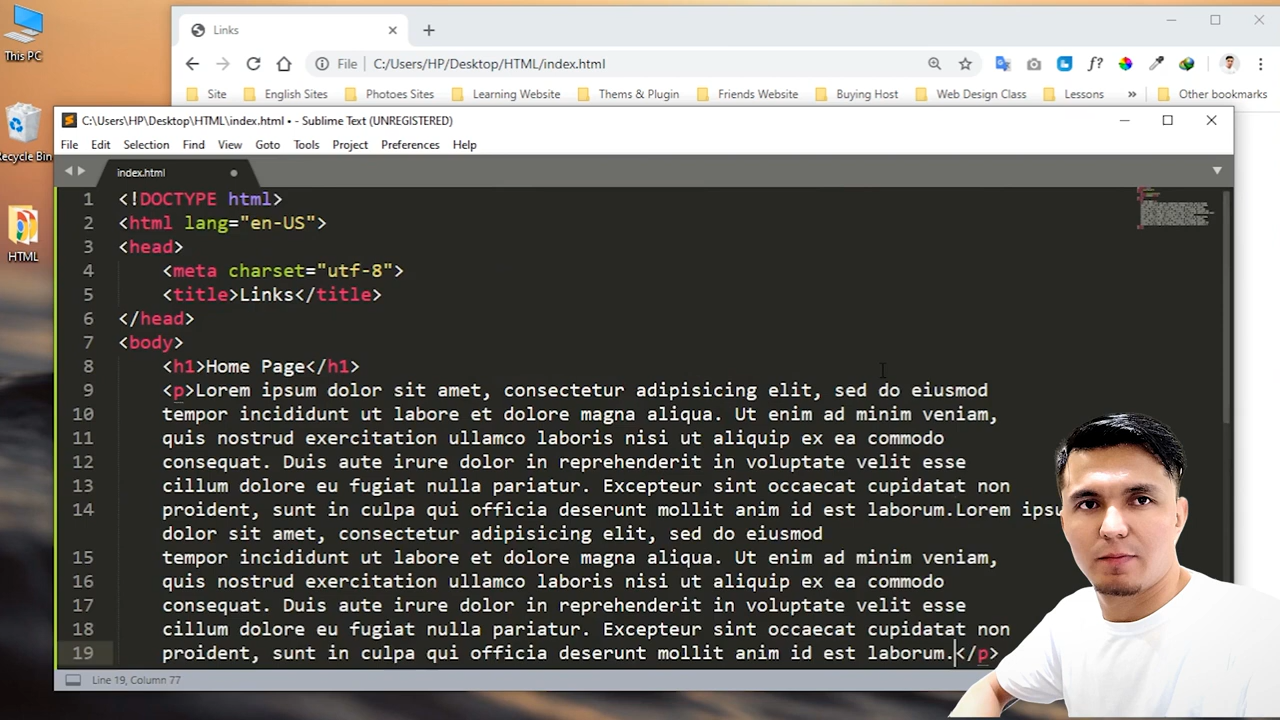 This PC
Recycle Bin
HTML
Links
File C:/Users/HP/Desktop/HTML/index.html
Site English Sites Photoes Sites Learning Website Thems & Plugin Friends Website Buying Host Web Design Class Lessons » Other bookmarks
C:\Users\HP\Desktop\HTML\index.html • - Sublime Text (UNREGISTERED)
File Edit Selection Find View Goto Tools Project Preferences Help
index.html
1 <!DOCTYPE html>
2 <html lang="en-US">
3 <head>
4 <meta charset="utf-8">
5 <title>Links</title>
6 </head>
7 <body>
8 <h1>Home Page</h1>
9 <p>Lorem ipsum dolor sit amet, consectetur adipisicing elit, sed do eiusmod
10 tempor incididunt ut labore et dolore magna aliqua. Ut enim ad minim veniam,
11 quis nostrud exercitation ullamco laboris nisi ut aliquip ex ea commodo
12 consequat. Duis aute irure dolor in reprehenderit in voluptate velit esse
13 cillum dolore eu fugiat nulla pariatur. Excepteur sint occaecat cupidatat non
14 proident, sunt in culpa qui officia deserunt mollit anim id est laborum.Lorem ipsu
dolor sit amet, consectetur adipisicing elit, sed do eiusmod
15 tempor incididunt ut labore et dolore magna aliqua. Ut enim ad minim veniam,
16 quis nostrud exercitation ullamco laboris nisi ut aliquip ex ea commodo
17 consequat. Duis aute irure dolor in reprehenderit in voluptate velit esse
18 cillum dolore eu fugiat nulla pariatur. Excepteur sint occaecat cupidatat non
19 proident, sunt in culpa qui officia deserunt mollit anim id est laborum.</p>
Line 19, Column 77